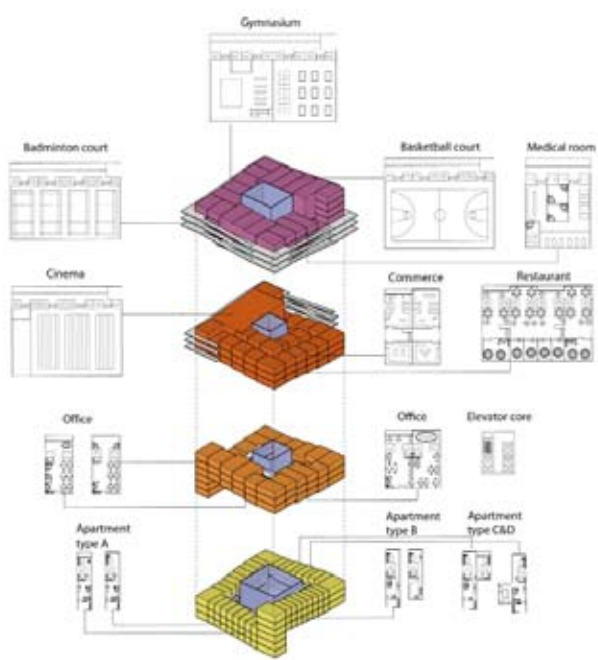 Gymnasium
Badminton court
Basketball court
Medical room
Cinema
Commerce
Restaurant
Office
Office
Elevator core
Apartment
type A
Apartment
type B
Apartment
type C&D